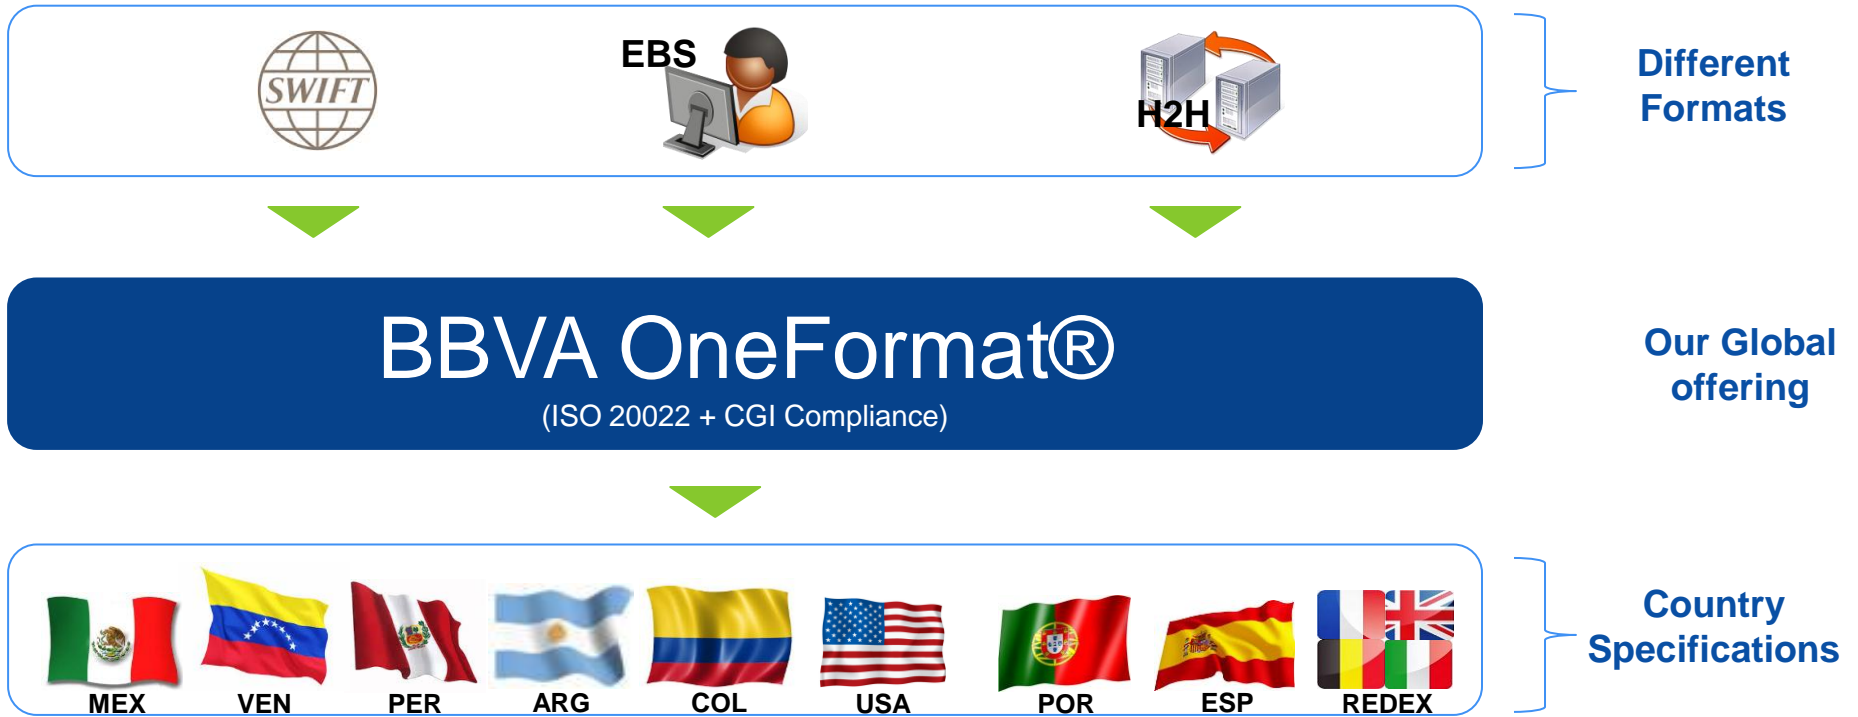 SWIFT
EBS
H2H
Different
Formats
BBVA OneFormat®
(ISO 20022 + CGI Compliance)
Our Global
offering
MEX
VEN
PER
ARG
COL
USA
POR
ESP
REDEX
Country
Specifications